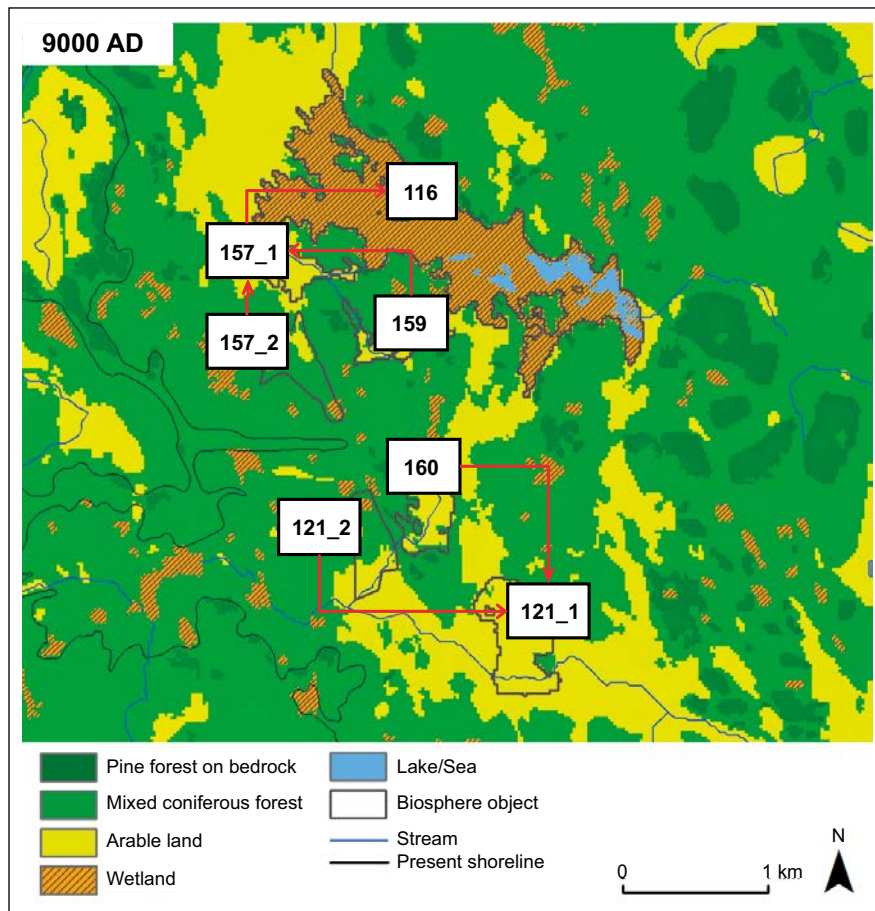 9000 AD
116
157_1
159
157_2
160
121_2
121_1
Pine forest on bedrock
Mixed coniferous forest
Arable land
Wetland
Lake/Sea
Biosphere object
Stream
Present shoreline
N
0 1 km